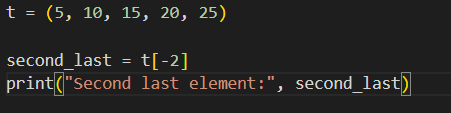 t = (5, 10, 15, 20, 25)
second_last = t[-2]
print("Second last element:", second_last)